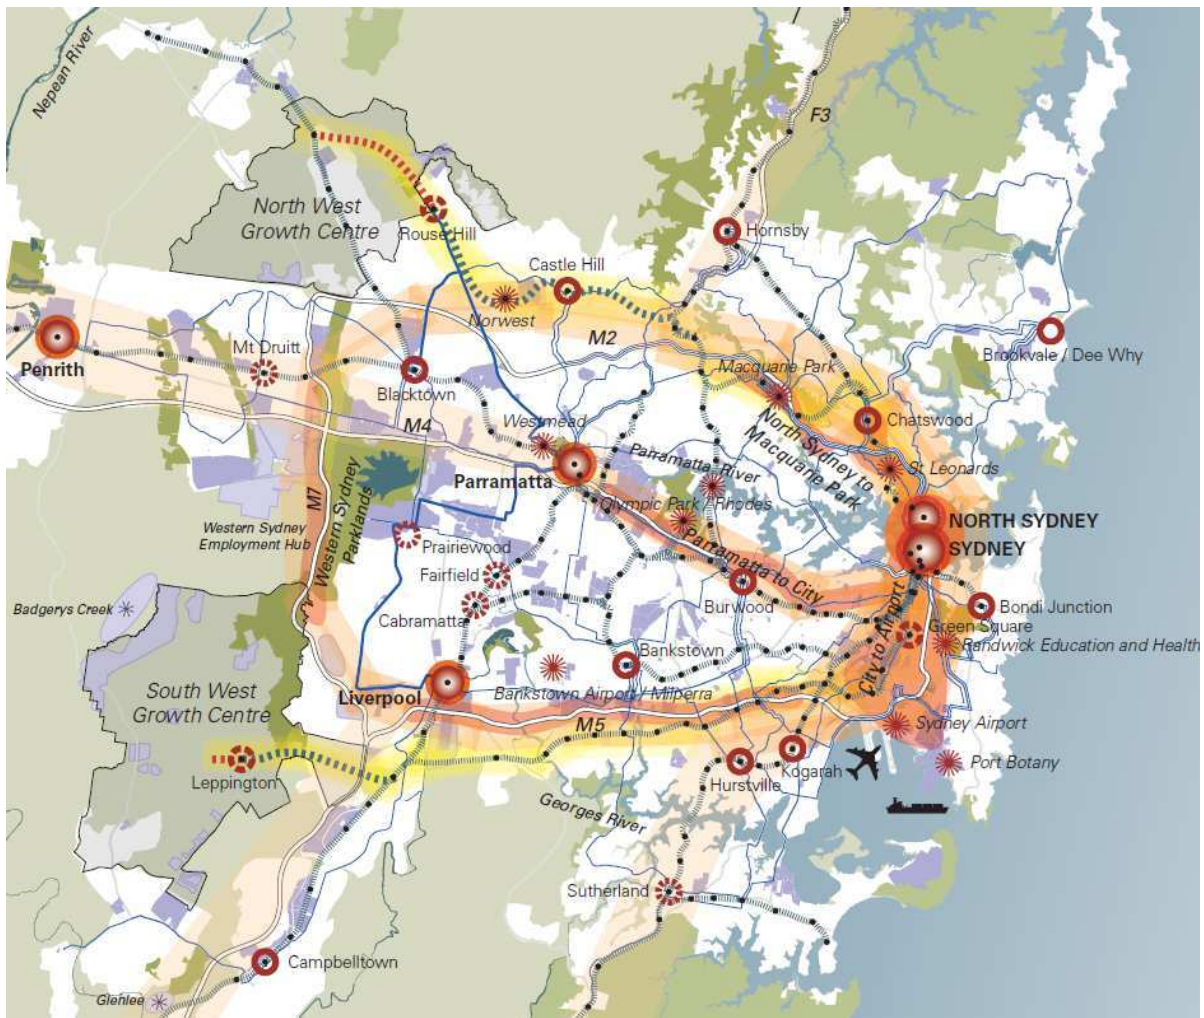 Nepean River
F3
North West
Growth Centre
Rouse Hill
Hornsby
Castle Hill
Norwest
M2
Brookvale / Dee Why
Mt Druitt
Penrith
Blacktown
Macquarie Park
Chatswood
M4
Westmead
North Sydney to
Macquarie Park
Parramatta River
St Leonards
Parramatta
Olympic Park / Rhodes
M7
Western Sydney
Parklands
NORTH SYDNEY
SYDNEY
Western Sydney
Employment Hub
Prairiewood
Parramatta to City
Fairfield
Badgerys Creek
Cabramatta
Burwood
City to Airport
Bondi Junction
Green Square
Randwick Education and Health
Bankstown
South West
Growth Centre
Liverpool
Bankstown Airport / Milperra
M5
Sydney Airport
Leppington
Hurstville
Kogarah
Port Botany
Georges River
Sutherland
Campbelltown
Glenlee